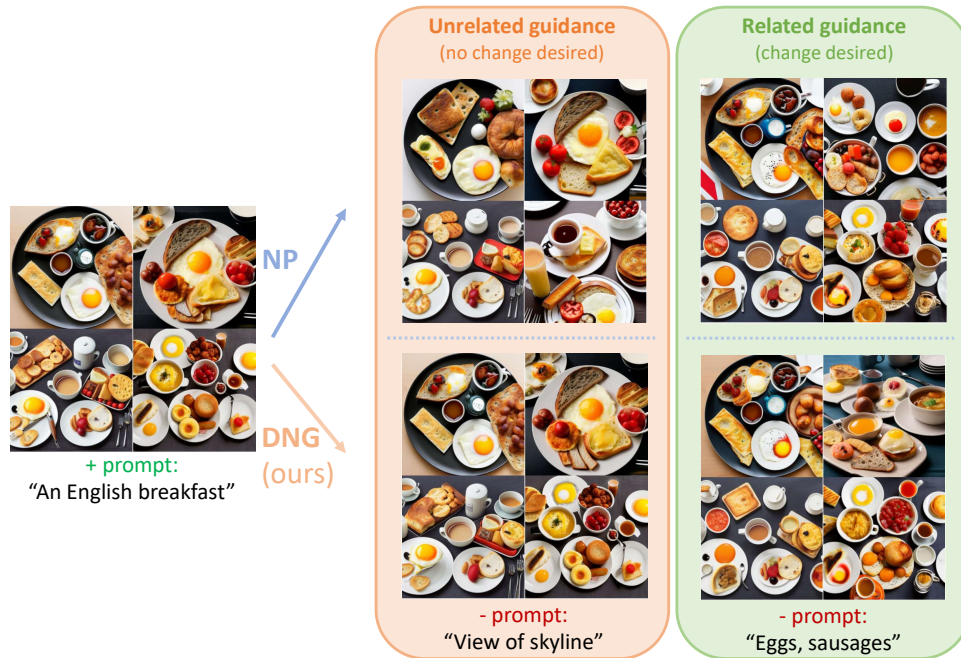 Unrelated guidance
(no change desired)
Related guidance
(change desired)
NP
DNG
(ours)
+ prompt:
“An English breakfast”
- prompt:
“View of skyline”
- prompt:
“Eggs, sausages”